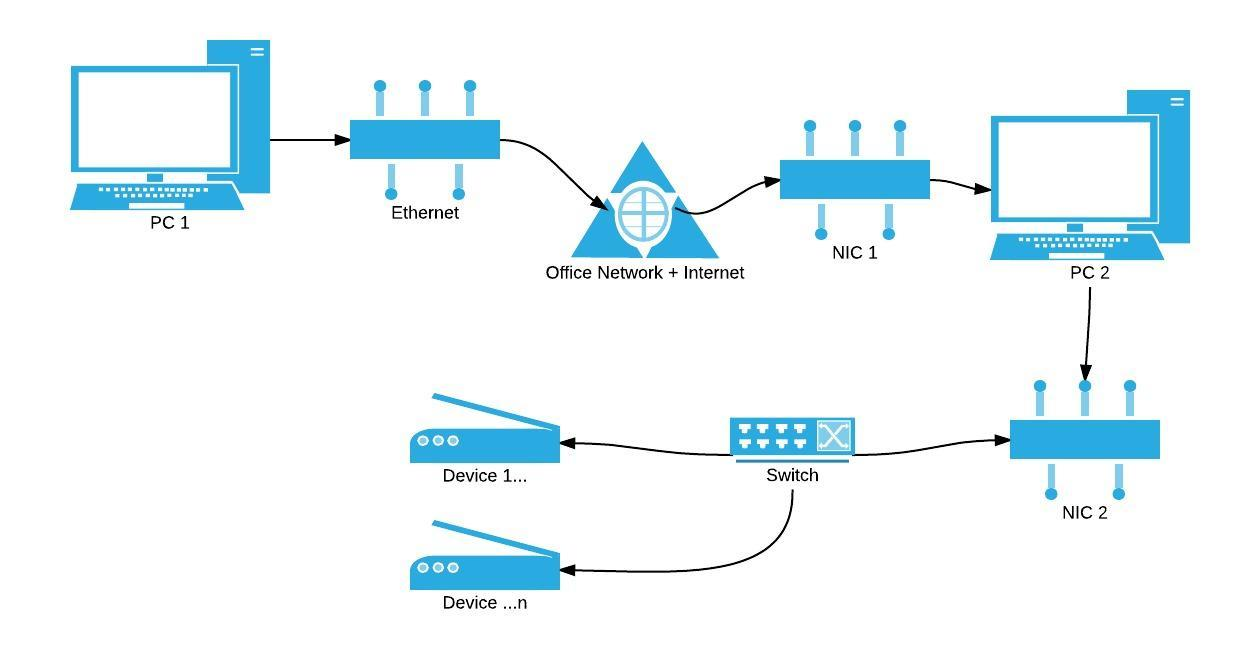 PC 1
Ethernet
Office Network + Internet
NIC 1
PC 2
Device 1...
Switch
NIC 2
Device ...n